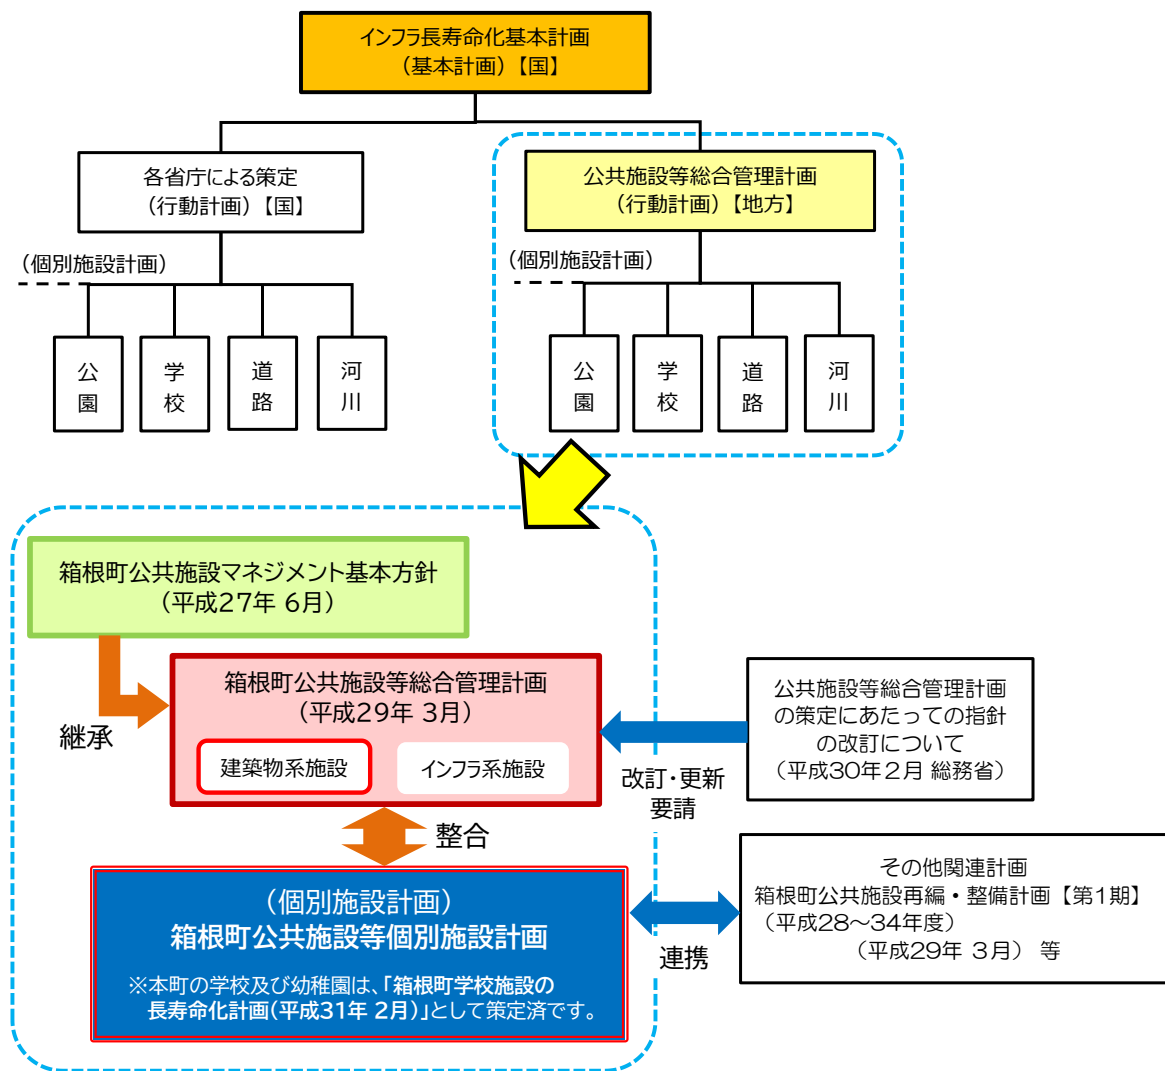 インフラ長寿命化基本計画
（基本計画）【国】
各省庁による策定
（行動計画）【国】
公共施設等総合管理計画
（行動計画）【地方】
（個別施設計画）
公園
学校
道路
河川
（個別施設計画）
公園
学校
道路
河川
箱根町公共施設マネジメント基本方針
（平成27年 6月）
継承
箱根町公共施設等総合管理計画
（平成29年 3月）
建築物系施設
インフラ系施設
公共施設等総合管理計画
の策定にあたっての指針
の改訂について
（平成30年2月 総務省）
改訂・更新
要請
整合
（個別施設計画）
箱根町公共施設等個別施設計画
※本町の学校及び幼稚園は、「箱根町学校施設の
長寿命化計画(平成31年 2月)」として策定済です。
連携
その他関連計画
箱根町公共施設再編・整備計画【第1期】
（平成28～34年度）
（平成29年 3月） 等